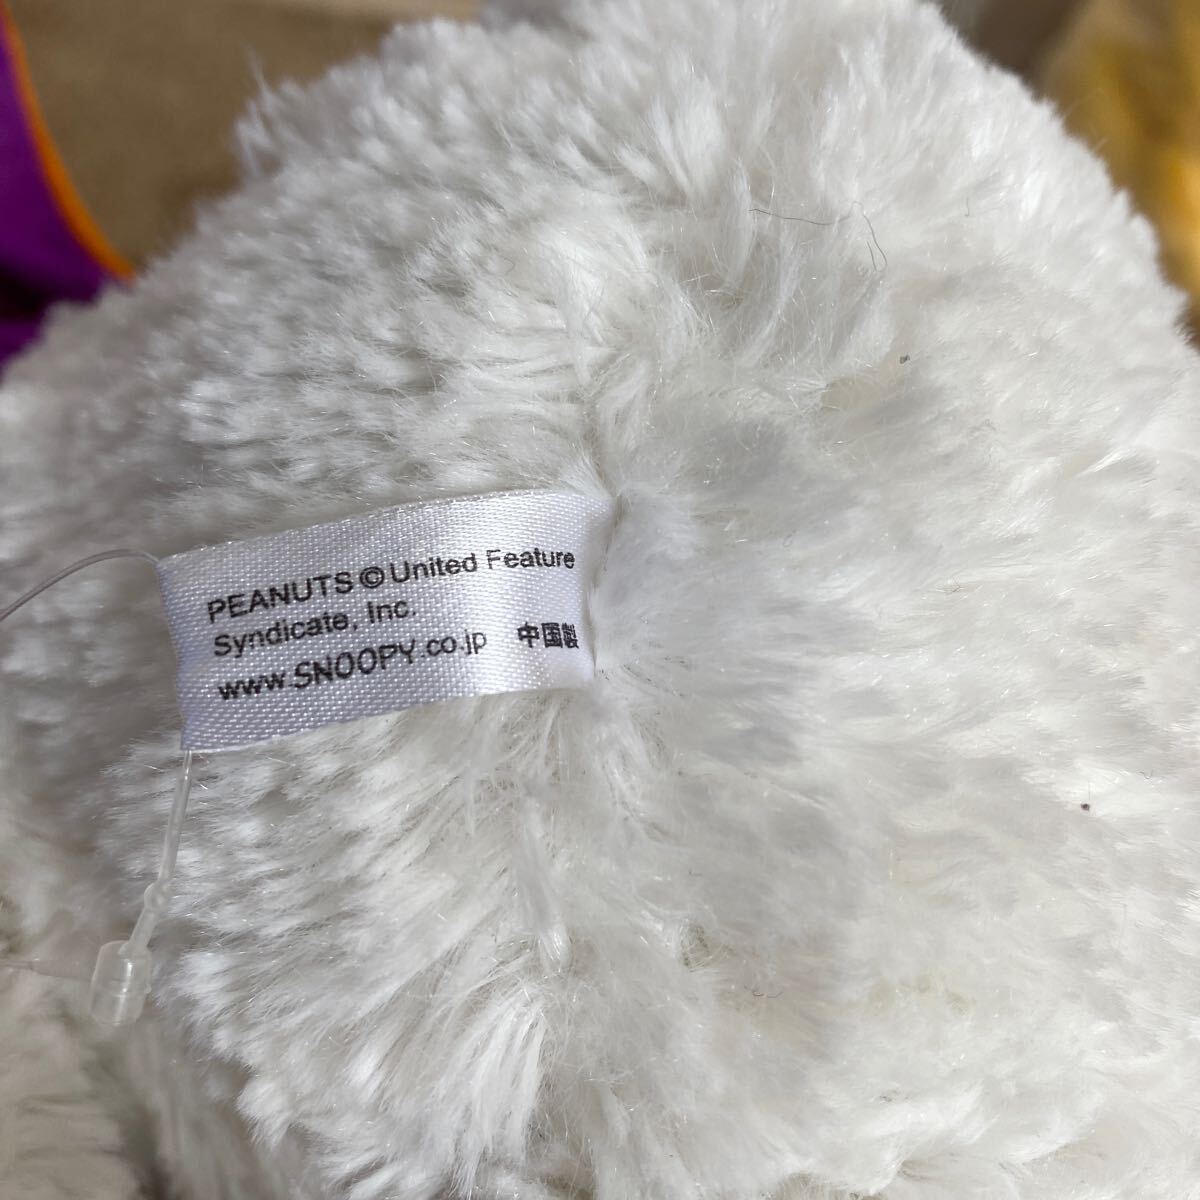 PEANUTS © United Feature
Syndicate, Inc.
www.SNOOPY.co.jp 中国製